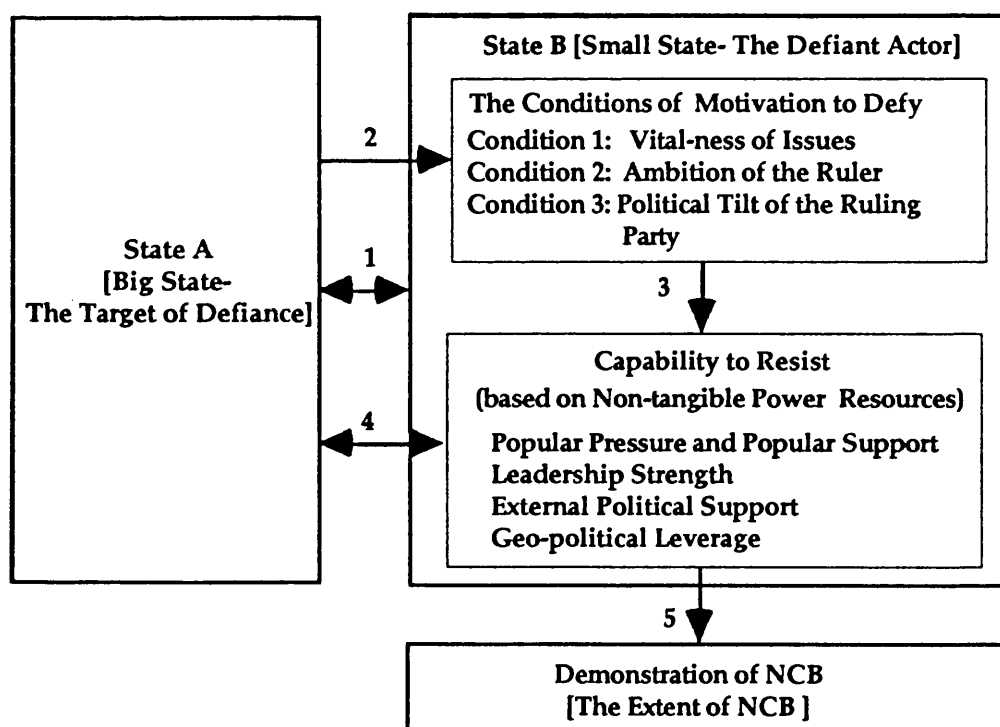 State B [Small State- The Defiant Actor]
The Conditions of Motivation to Defy
Condition 1: Vital-ness of Issues
Condition 2: Ambition of the Ruler
Condition 3: Political Tilt of the Ruling
Party
2
State A
[Big State-
The Target of Defiance]
1
3
Capability to Resist
(based on Non-tangible Power Resources)
Popular Pressure and Popular Support
Leadership Strength
External Political Support
Geo-political Leverage
4
5
Demonstration of NCB
[The Extent of NCB ]